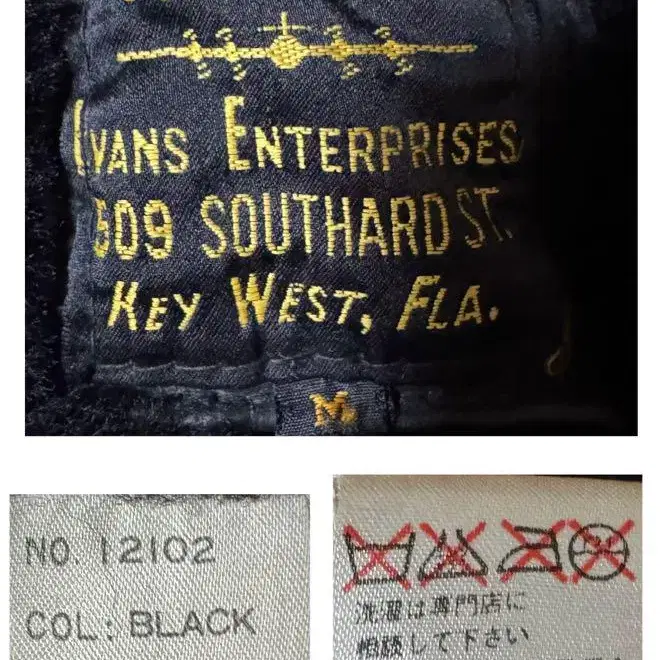 EVANS ENTERPRISES
509 SOUTHARD ST.
KEY WEST, FLA.
M
NO. 12102
COL: BLACK
洗濯は専門店に
相談して下さい